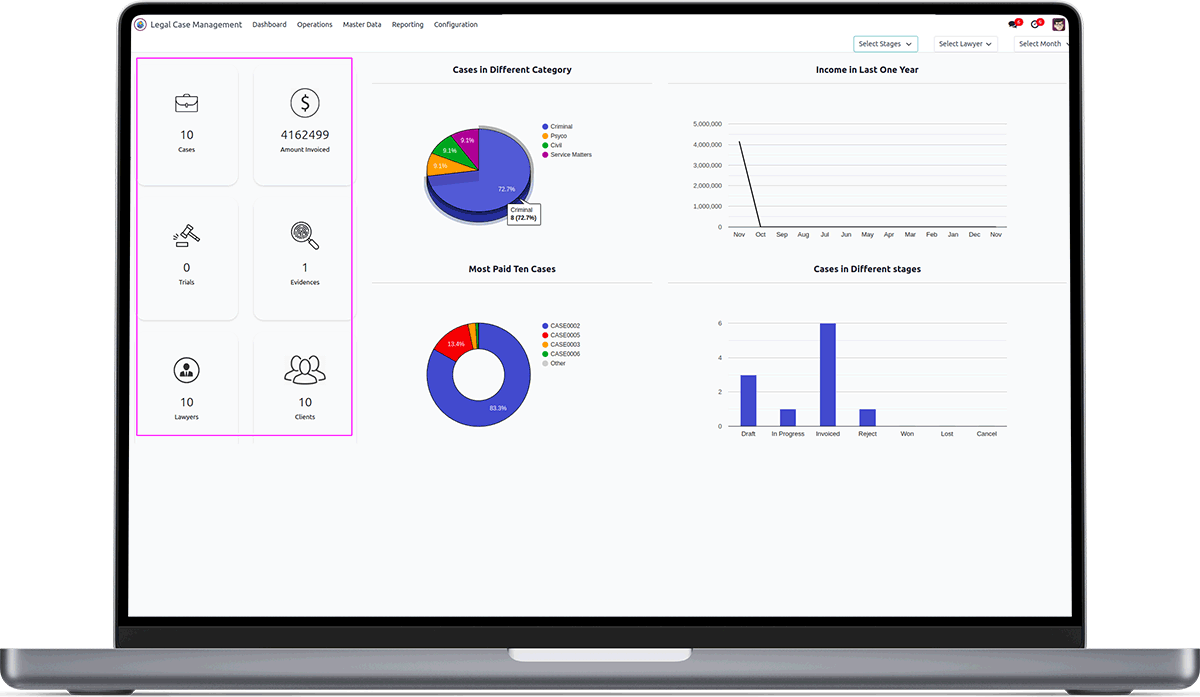 Legal Case Management Dashboard Operations Master Data Reporting Configuration
Select Stages Select Lawyer Select Month
10
Cases
4162499
Amount Invoiced
0
Trials
1
Evidences
10
Lawyers
10
Clients
Cases in Different Category
9.1%
9.1%
9.1%
72.7%
Criminal
Psyco
Civil
Service Matters
Criminal
8 (72.7%)
Income in Last One Year
5,000,000
4,000,000
3,000,000
2,000,000
1,000,000
0
Nov Oct Sep Aug Jul Jun May Apr Mar Feb Jan Dec Nov
Most Paid Ten Cases
13.4%
83.3%
CASE0002
CASE0005
CASE0003
CASE0006
Other
Cases in Different stages
6
4
2
0
Draft In Progress Invoiced Reject Won Lost Cancel